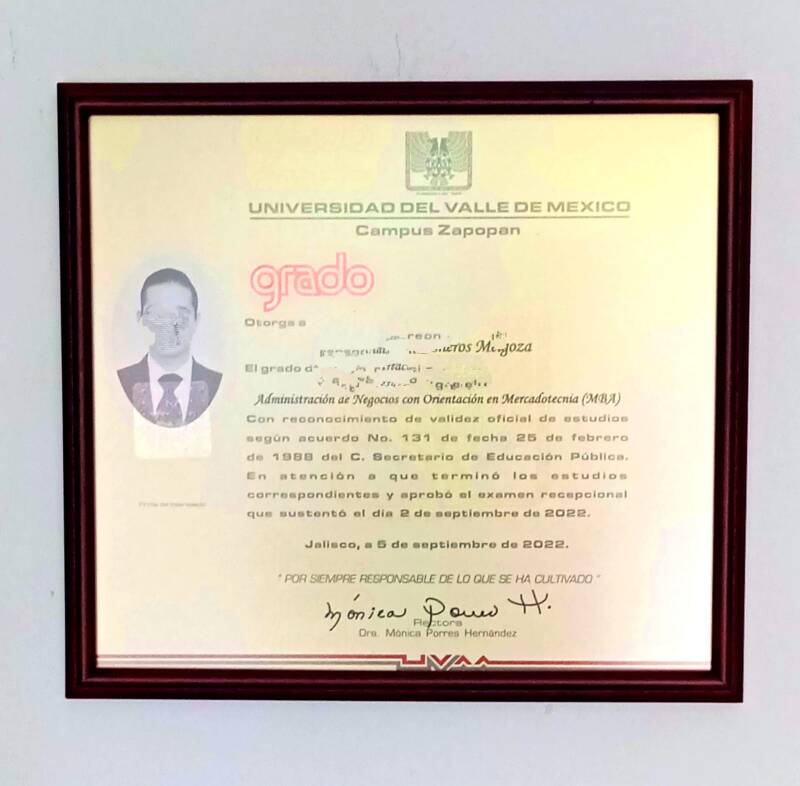 UNIVERSIDAD DEL VALLE DE MEXICO
Campus Zapopan
grado
Otorga a
El grado
Administración de Negocios con Orientación en Mercadotecnia (MBA)
Con reconocimiento de validez oficial de estudios
según acuerdo No. 131 de fecha 25 de febrero
de 1988 del C. Secretario de Educación Pública.
En atención a que terminó los estudios
correspondientes y aprobó el examen recepcional
que sustentó el día 2 de septiembre de 2022.
Jalisco, a 5 de septiembre de 2022.
" POR SIEMPRE RESPONSABLE DE LO QUE SE HA CULTIVADO "
Rectora
Dra. Mónica Porres Hernández
UVM